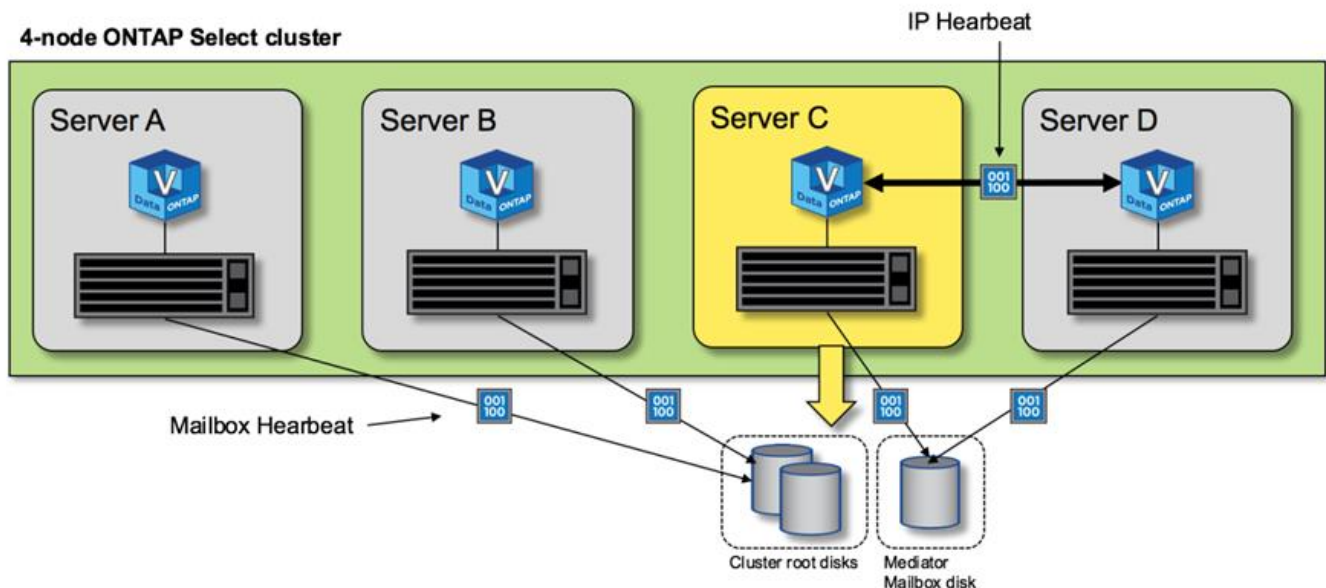 IP Hearbeat
4-node ONTAP Select cluster
Server A
Server B
Server C
Server D
V
Data ONTAP
V
Data ONTAP
V
Data ONTAP
001
100
V
Data ONTAP
Mailbox Hearbeat
001
100
001
100
001
100
001
100
Cluster root disks
Mediator
Mailbox disk